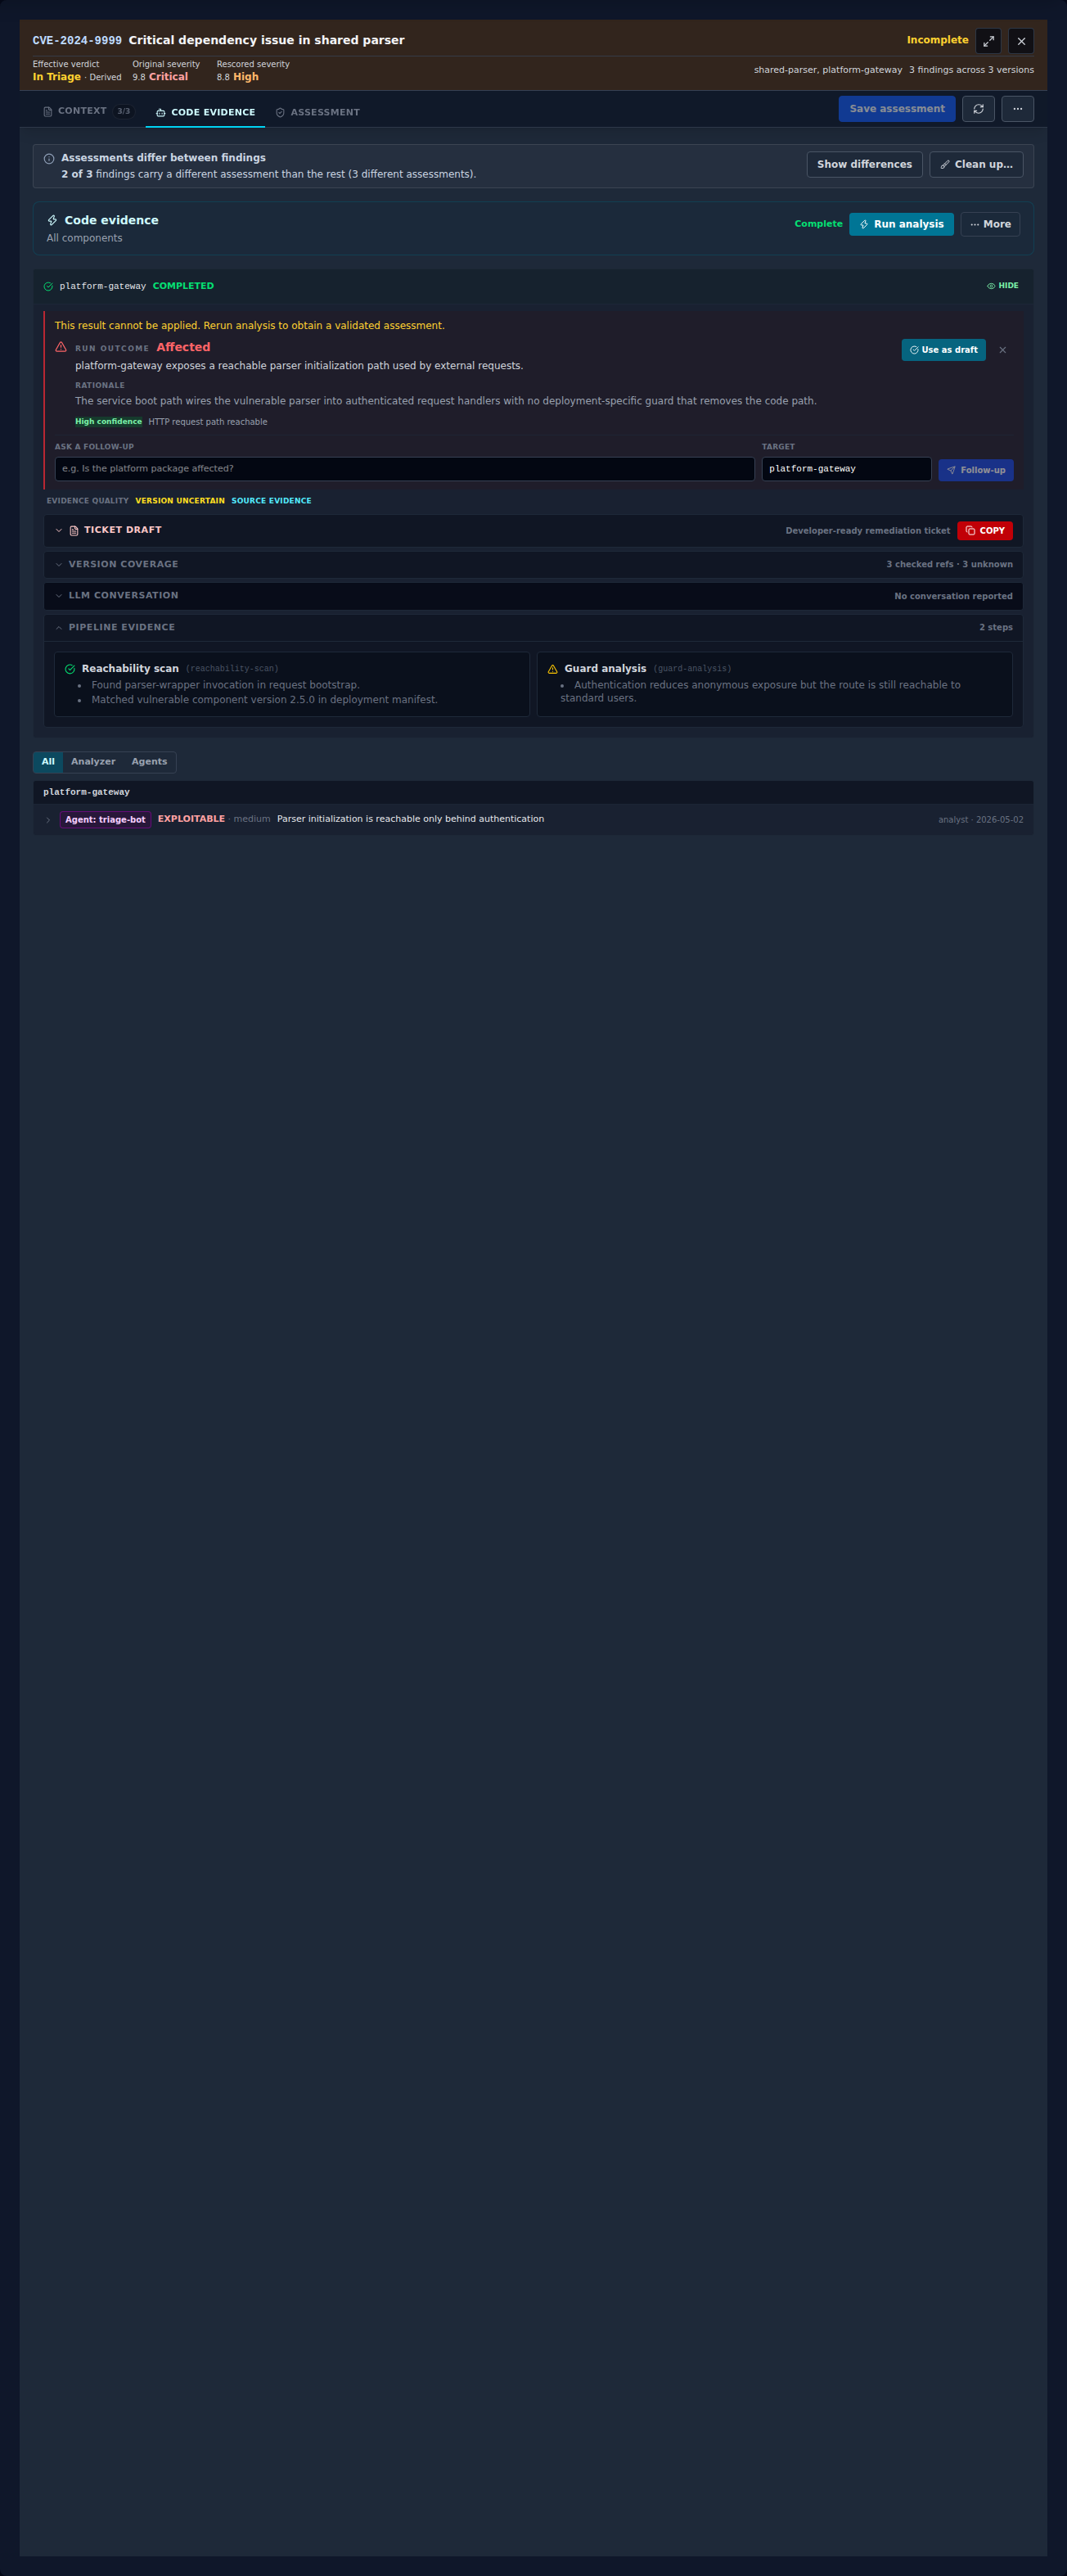 CVE-2024-9999 Critical dependency issue in shared parser
Incomplete
Effective verdict
In Triage · Derived
Original severity
9.8 Critical
Rescored severity
8.8 High
shared-parser, platform-gateway 3 findings across 3 versions
CONTEXT 3/3
CODE EVIDENCE
ASSESSMENT
Save assessment
Assessments differ between findings
2 of 3 findings carry a different assessment than the rest (3 different assessments).
Show differences
Clean up…
Code evidence
All components
Complete
Run analysis
More
platform-gateway COMPLETED
HIDE
This result cannot be applied. Rerun analysis to obtain a validated assessment.
RUN OUTCOME Affected
platform-gateway exposes a reachable parser initialization path used by external requests.
Use as draft
RATIONALE
The service boot path wires the vulnerable parser into authenticated request handlers with no deployment-specific guard that removes the code path.
High confidence HTTP request path reachable
ASK A FOLLOW-UP
e.g. Is the platform package affected?
TARGET
platform-gateway
Follow-up
EVIDENCE QUALITY VERSION UNCERTAIN SOURCE EVIDENCE
TICKET DRAFT
Developer-ready remediation ticket
COPY
VERSION COVERAGE
3 checked refs · 3 unknown
LLM CONVERSATION
No conversation reported
PIPELINE EVIDENCE
2 steps
Reachability scan (reachability-scan)
• Found parser-wrapper invocation in request bootstrap.
• Matched vulnerable component version 2.5.0 in deployment manifest.
Guard analysis (guard-analysis)
• Authentication reduces anonymous exposure but the route is still reachable to
standard users.
All
Analyzer
Agents
platform-gateway
Agent: triage-bot EXPLOITABLE · medium Parser initialization is reachable only behind authentication
analyst · 2026-05-02